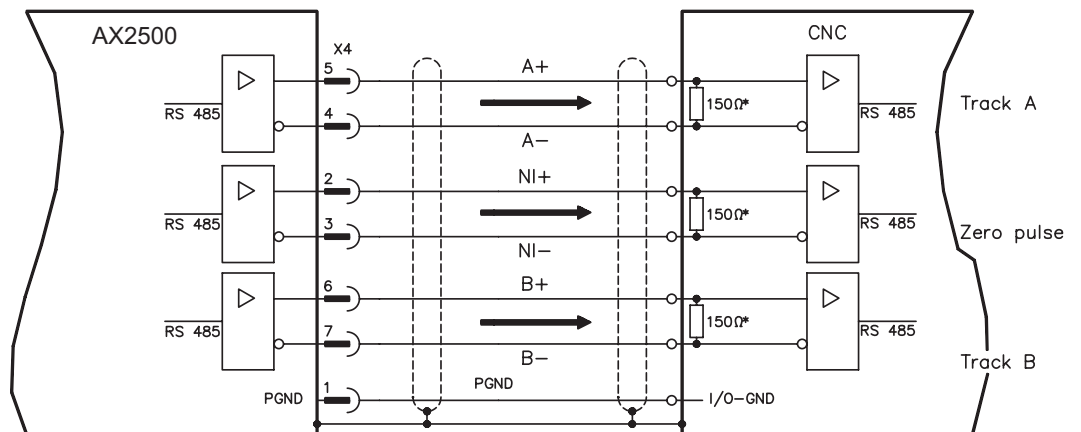 AX2500
CNC
X4
5
A+
RS 485
150Ω*
RS 485
Track A
4
A−
2
NI+
RS 485
150Ω*
RS 485
Zero pulse
3
NI−
6
B+
RS 485
150Ω*
RS 485
7
B−
Track B
PGND
1
PGND
I/O−GND